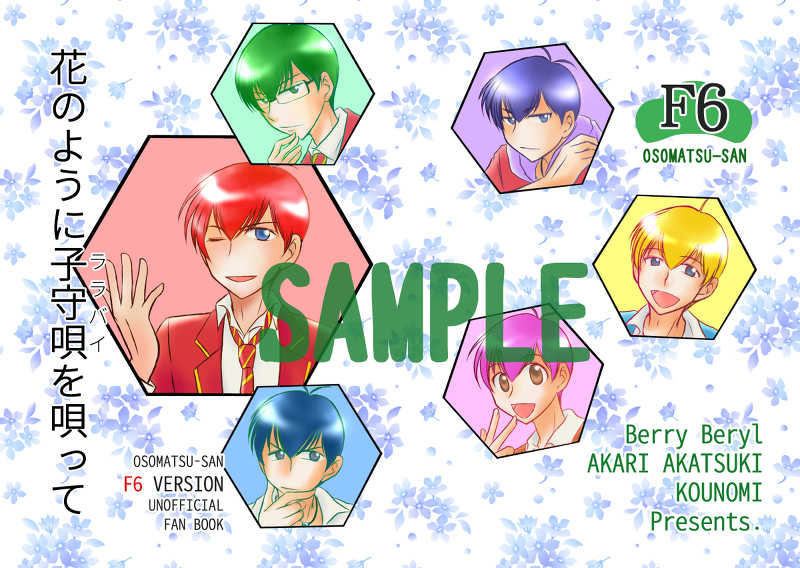 花のように子守唄を唄って
ララバイ
F6
OSOMATSU-SAN
SAMPLE
OSOMATSU-SAN
F6 VERSION
UNOFFICIAL
FAN BOOK
Berry Beryl
AKARI AKATSUKI
KOUNOMI
Presents.